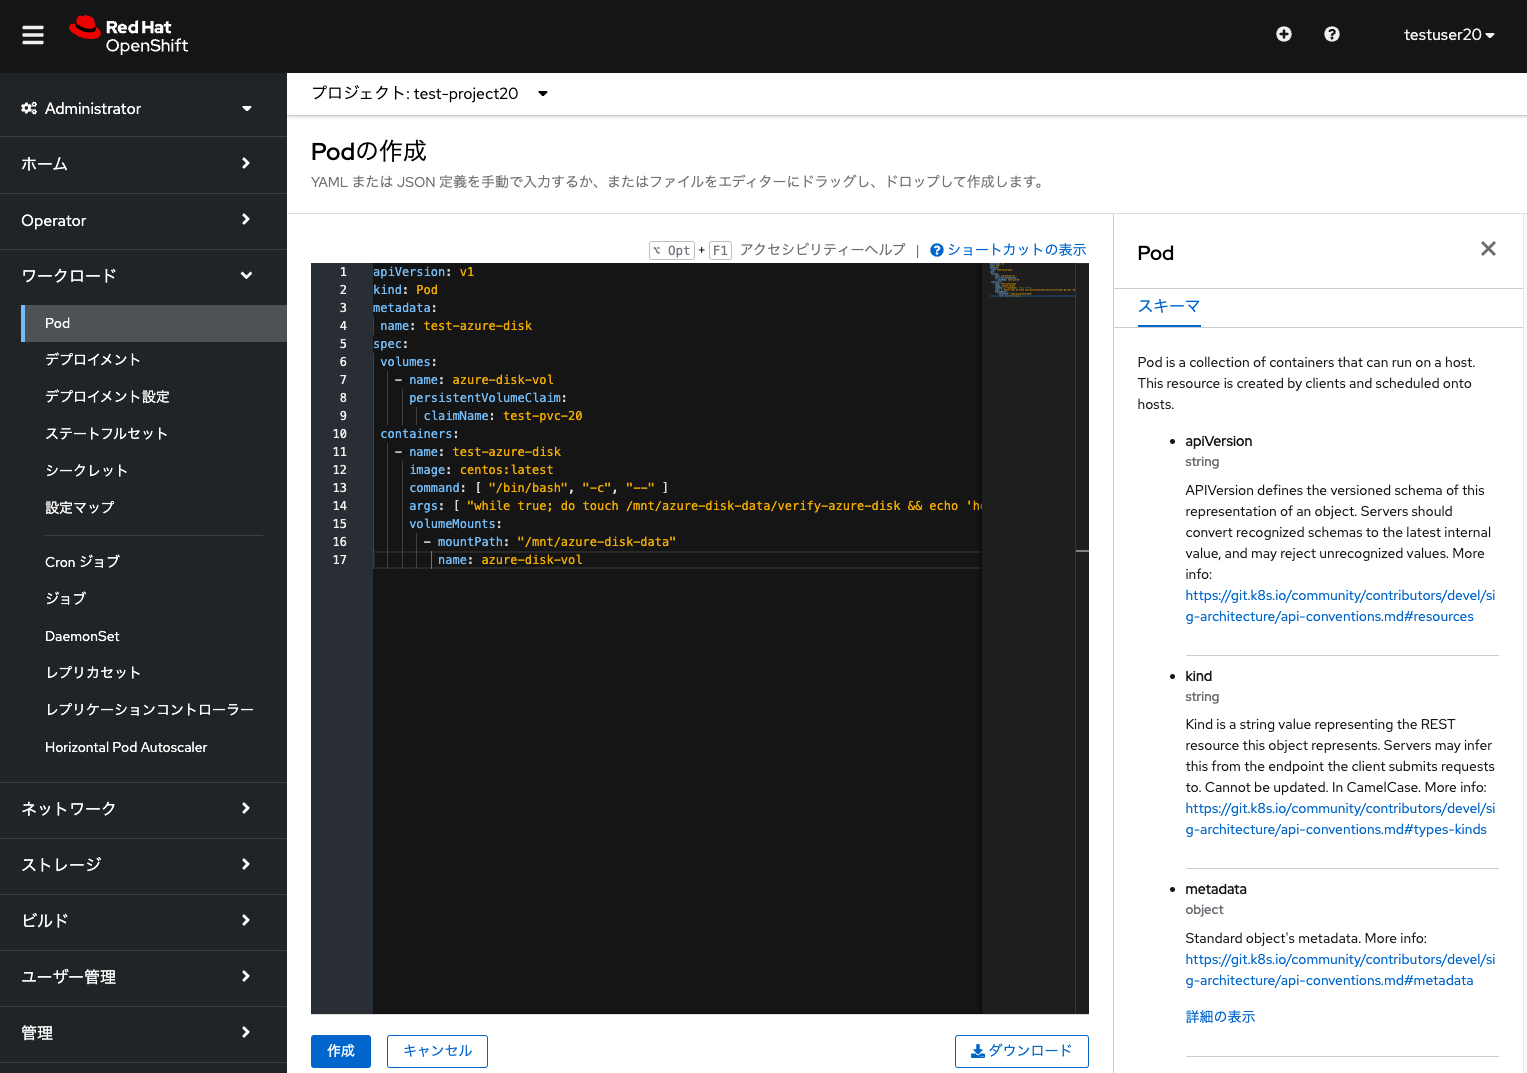 Red Hat
OpenShift
testuser20
Administrator
ホーム
Operator
ワークロード
Pod
デプロイメント
デプロイメント設定
ステートフルセット
シークレット
設定マップ
Cron ジョブ
ジョブ
DaemonSet
レプリカセット
レプリケーションコントローラー
Horizontal Pod Autoscaler
ネットワーク
ストレージ
ビルド
ユーザー管理
管理
プロジェクト: test-project20
Podの作成
YAML または JSON 定義を手動で入力するか、またはファイルをエディターにドラッグし、ドロップして作成します。
⌥ Opt + F1 アクセシビリティーヘルプ | ショートカットの表示
1 apiVersion: v1
2 kind: Pod
3 metadata:
4 name: test-azure-disk
5 spec:
6 volumes:
7 - name: azure-disk-vol
8 persistentVolumeClaim:
9 claimName: test-pvc-20
10 containers:
11 - name: test-azure-disk
12 image: centos:latest
13 command: [ "/bin/bash", "-c", "--" ]
14 args: [ "while true; do touch /mnt/azure-disk-data/verify-azure-disk && echo
15 volumeMounts:
16 - mountPath: "/mnt/azure-disk-data"
17 name: azure-disk-vol
作成
キャンセル
ダウンロード
Pod
スキーマ
Pod is a collection of containers that can run on a host.
This resource is created by clients and scheduled onto
hosts.
• apiVersion
string
APIVersion defines the versioned schema of this
representation of an object. Servers should
convert recognized schemas to the latest internal
value, and may reject unrecognized values. More
info:
https://git.k8s.io/community/contributors/devel/si
g-architecture/api-conventions.md#resources
• kind
string
Kind is a string value representing the REST
resource this object represents. Servers may infer
this from the endpoint the client submits requests
to. Cannot be updated. In CamelCase. More info:
https://git.k8s.io/community/contributors/devel/si
g-architecture/api-conventions.md#types-kinds
• metadata
object
Standard object's metadata. More info:
https://git.k8s.io/community/contributors/devel/si
g-architecture/api-conventions.md#metadata
詳細の表示